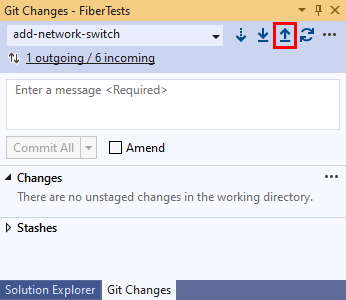 Git Changes - FiberTests
add-network-switch
1 outgoing / 6 incoming
Enter a message <Required>
Commit All
Amend
Changes
There are no unstaged changes in the working directory.
Stashes
Solution Explorer
Git Changes